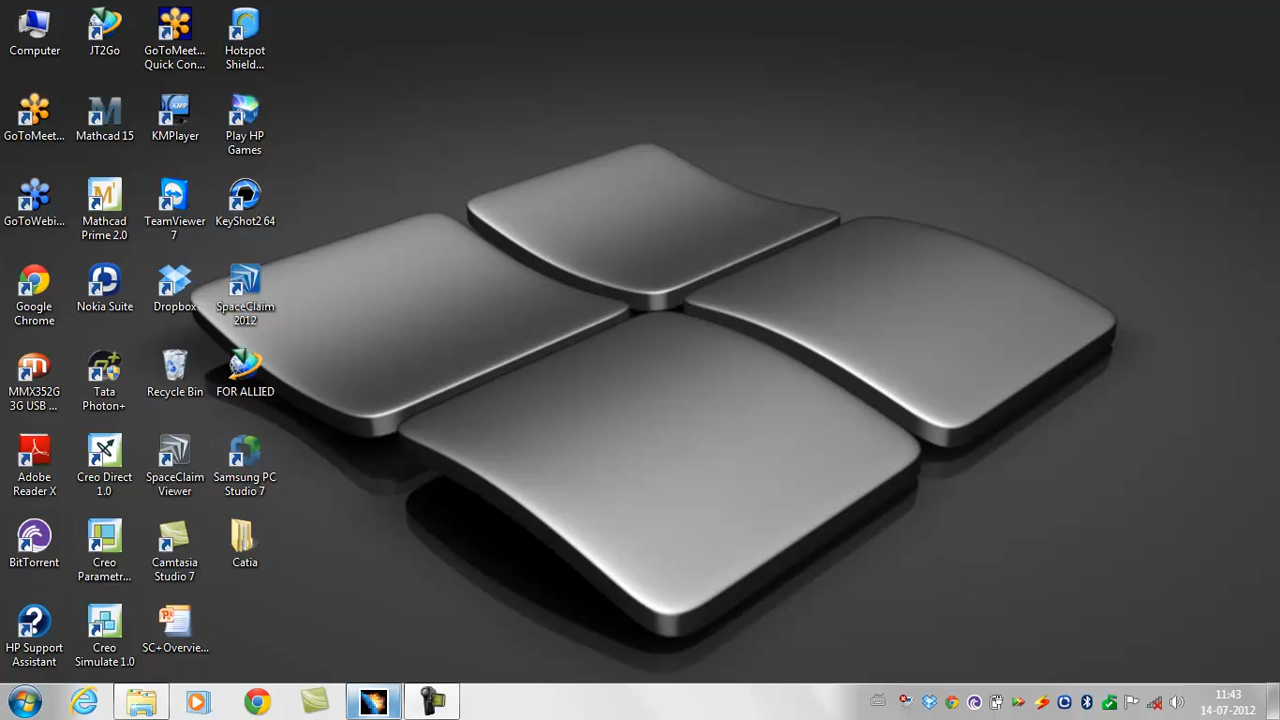 Computer
JT2Go
GoToMeet...
Quick Con...
Hotspot
Shield...
GoToMeet...
Mathcad 15
KMPlayer
Play HP
Games
GoToWebi...
Mathcad
Prime 2.0
TeamViewer
7
KeyShot2 64
Google
Chrome
Nokia Suite
Dropbox
SpaceClaim
2012
MMX352G
3G USB ...
Tata
Photon+
Recycle Bin
FOR ALLIED
Adobe
Reader X
Creo Direct
1.0
SpaceClaim
Viewer
Samsung PC
Studio 7
BitTorrent
Creo
Parametr...
Camtasia
Studio 7
Catia
HP Support
Assistant
Creo
Simulate 1.0
SC+Overvie...
11:43
14-07-2012